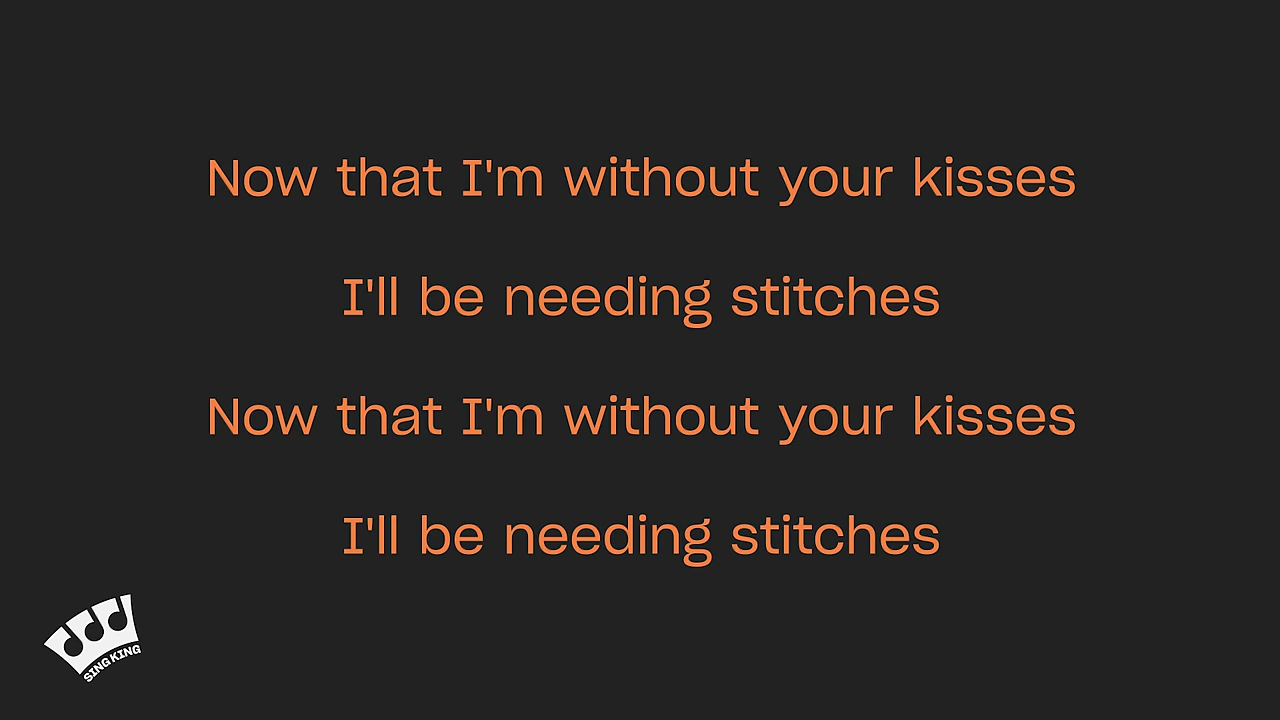 Now that I'm without your kisses
I'll be needing stitches
Now that I'm without your kisses
I'll be needing stitches
SING KING